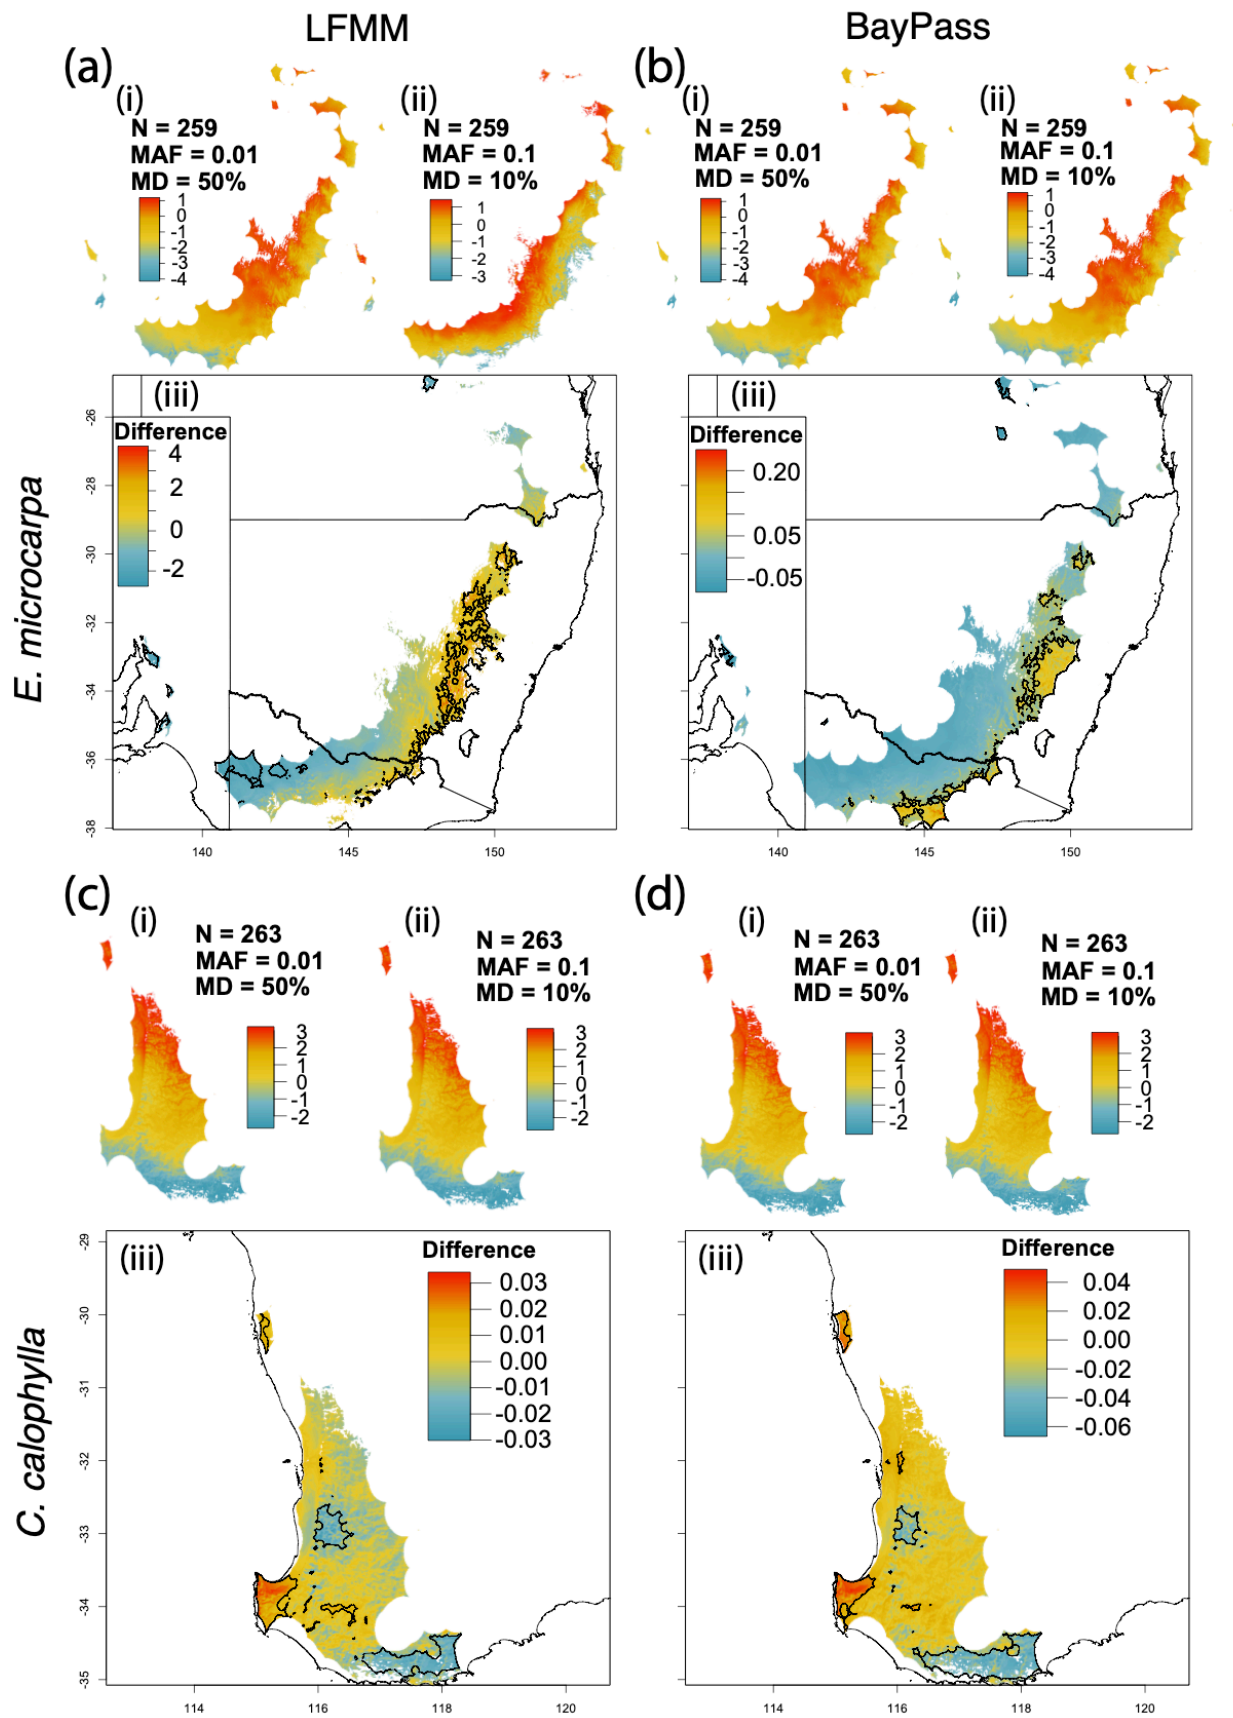 LFMM
BayPass
(a)
(i)
N = 259
MAF = 0.01
MD = 50%
1
0
-1
-2
-3
-4
(ii)
N = 259
MAF = 0.1
MD = 10%
1
0
-1
-2
-3
(b)
(i)
N = 259
MAF = 0.01
MD = 50%
1
0
-1
-2
-3
-4
(ii)
N = 259
MAF = 0.1
MD = 10%
1
0
-1
-2
-3
-4
E. microcarpa
(iii)
Difference
4
2
0
-2
-26
-28
-30
-32
-34
-36
-38
140
145
150
(iii)
Difference
0.20
0.05
-0.05
140
145
150
(c)
(i)
N = 263
MAF = 0.01
MD = 50%
3
2
1
0
-1
-2
(ii)
N = 263
MAF = 0.1
MD = 10%
3
2
1
0
-1
-2
(d)
(i)
N = 263
MAF = 0.01
MD = 50%
3
2
1
0
-1
-2
(ii)
N = 263
MAF = 0.1
MD = 10%
3
2
1
0
-1
-2
C. calophylla
(iii)
Difference
0.03
0.02
0.01
0.00
-0.01
-0.02
-0.03
-29
-30
-31
-32
-33
-34
-35
114
116
118
120
(iii)
Difference
0.04
0.02
0.00
-0.02
-0.04
-0.06
-29
-30
-31
-32
-33
-34
-35
114
116
118
120